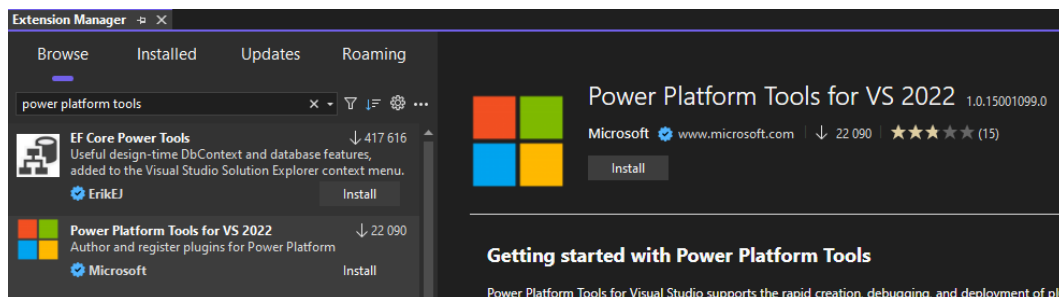 Extension Manager
Browse Installed Updates Roaming
power platform tools
EF Core Power Tools 417 616
Useful design-time DbContext and database features,
added to the Visual Studio Solution Explorer context menu.
ErikEJ Install
Power Platform Tools for VS 2022 22 090
Author and register plugins for Power Platform
Microsoft Install
Power Platform Tools for VS 2022 1.0.15001099.0
Microsoft www.microsoft.com 22 090 (15)
Install
Getting started with Power Platform Tools
Power Platform Tools for Visual Studio supports the rapid creation, debugging, and deployment of